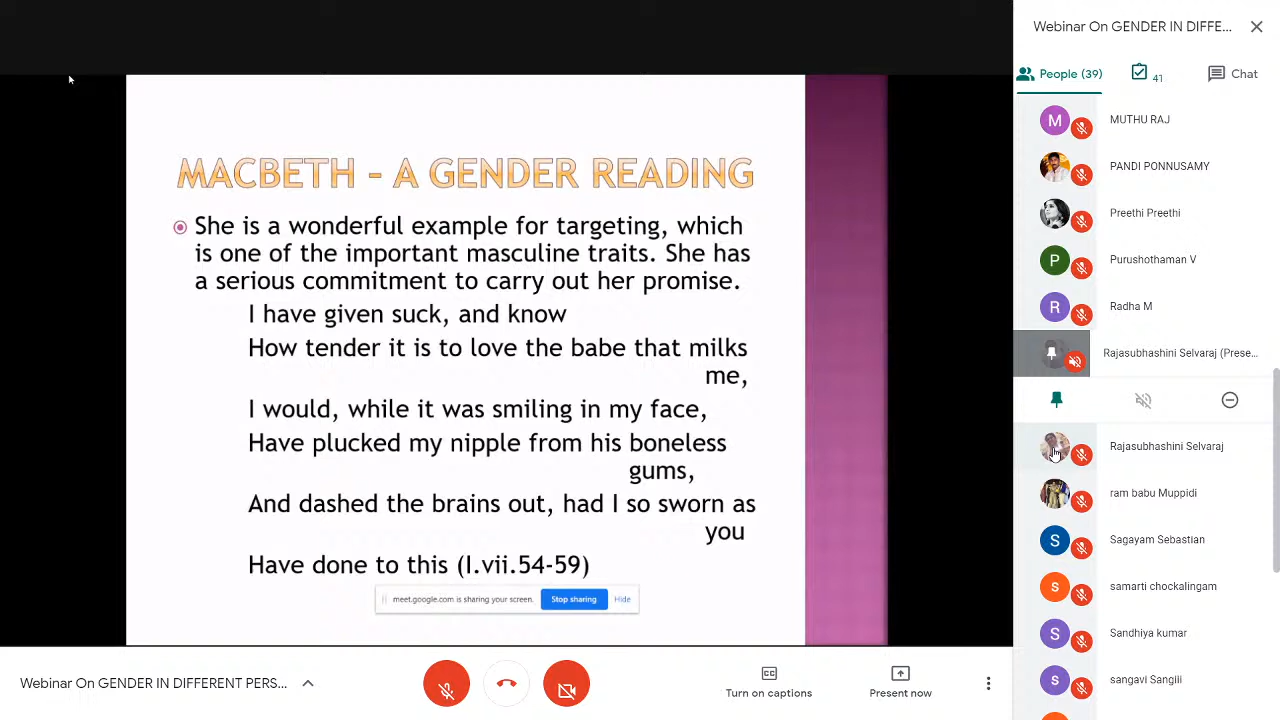 Webinar On GENDER IN DIFFE...
People (39)
41
Chat
MACBETH – A GENDER READING
She is a wonderful example for targeting, which
is one of the important masculine traits. She has
a serious commitment to carry out her promise.
I have given suck, and know
How tender it is to love the babe that milks
me,
I would, while it was smiling in my face,
Have plucked my nipple from his boneless
gums,
And dashed the brains out, had I so sworn as
you
Have done to this (I.vii.54-59)
meet.google.com is sharing your screen.
Stop sharing
Hide
M
MUTHU RAJ
PANDI PONNUSAMY
Preethi Preethi
P
Purushothaman V
R
Radha M
Rajasubhashini Selvaraj (Prese...
Rajasubhashini Selvaraj
ram babu Muppidi
S
Sagayam Sebastian
s
samarti chockalingam
S
Sandhiya kumar
s
sangavi Sangili
Webinar On GENDER IN DIFFERENT PERS...
Turn on captions
Present now